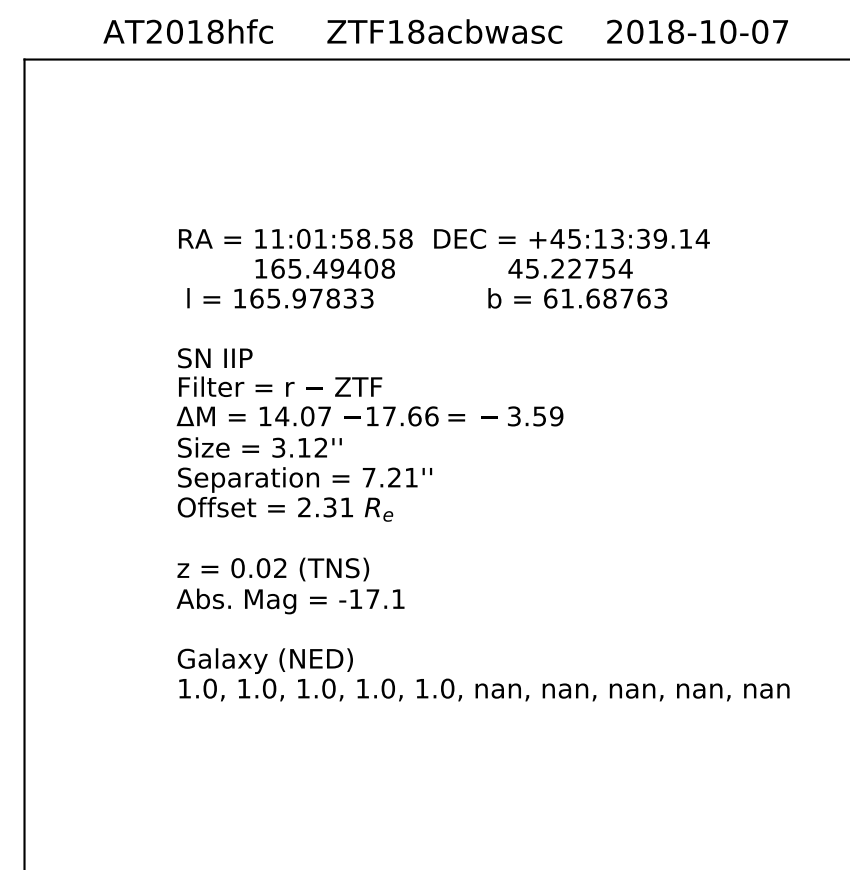 AT2018hfc ZTF18acbwasc 2018-10-07
RA = 11:01:58.58 DEC = +45:13:39.14
165.49408 45.22754
l = 165.97833 b = 61.68763
SN IIP
Filter = r − ZTF
ΔM = 14.07 −17.66 = − 3.59
Size = 3.12''
Separation = 7.21''
Offset = 2.31 Rₑ
z = 0.02 (TNS)
Abs. Mag = -17.1
Galaxy (NED)
1.0, 1.0, 1.0, 1.0, 1.0, nan, nan, nan, nan, nan